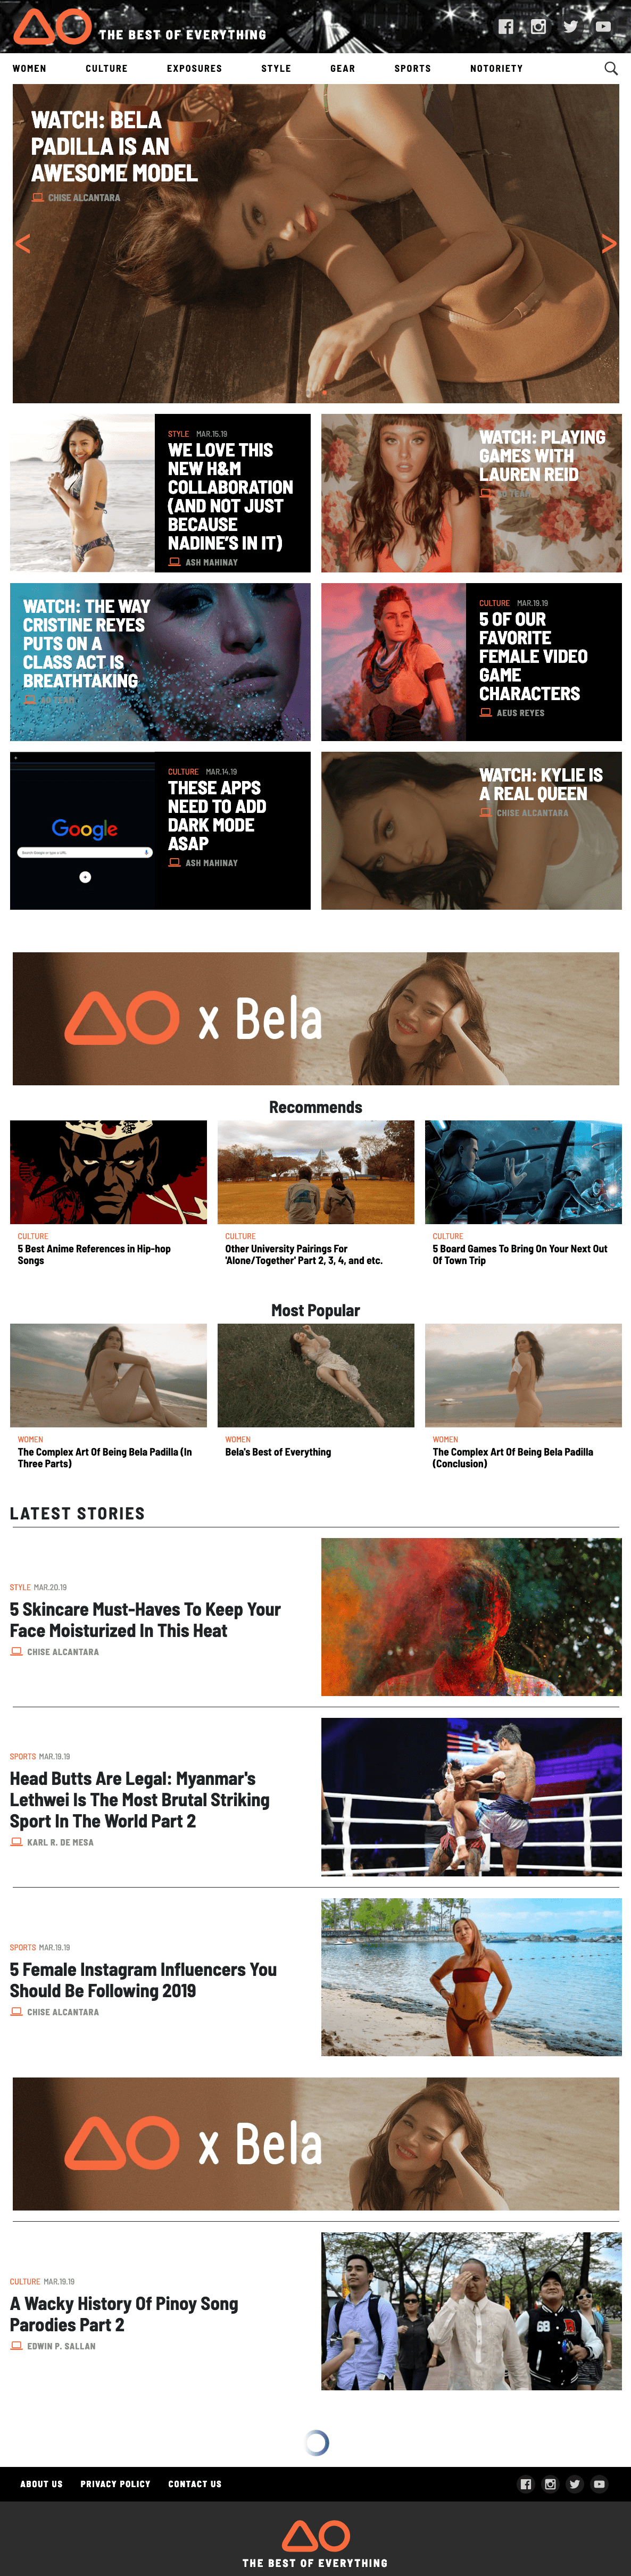 THE BEST OF EVERYTHING
WOMEN CULTURE EXPOSURES STYLE GEAR SPORTS NOTORIETY
WATCH: BELA
PADILLA IS AN
AWESOME MODEL
CHISE ALCANTARA
STYLE MAR.15.19
WE LOVE THIS
NEW H&M
COLLABORATION
(AND NOT JUST
BECAUSE
NADINE'S IN IT)
ASH MAHINAY
WATCH: PLAYING
GAMES WITH
LAUREN REID
WATCH: THE WAY
CRISTINE REYES
PUTS ON A
CLASS ACT IS
BREATHTAKING
CULTURE MAR.19.19
5 OF OUR
FAVORITE
FEMALE VIDEO
GAME
CHARACTERS
AEUS REYES
Google
CULTURE MAR.14.19
THESE APPS
NEED TO ADD
DARK MODE
ASAP
ASH MAHINAY
WATCH: KYLIE IS
A REAL QUEEN
CHISE ALCANTARA
AO x Bela
Recommends
CULTURE
5 Best Anime References in Hip-hop
Songs
CULTURE
Other University Pairings For
'Alone/Together' Part 2, 3, 4, and etc.
CULTURE
5 Board Games To Bring On Your Next Out
Of Town Trip
Most Popular
WOMEN
The Complex Art Of Being Bela Padilla (In
Three Parts)
WOMEN
Bela's Best of Everything
WOMEN
The Complex Art Of Being Bela Padilla
(Conclusion)
LATEST STORIES
STYLE MAR.20.19
5 Skincare Must-Haves To Keep Your
Face Moisturized In This Heat
CHISE ALCANTARA
SPORTS MAR.19.19
Head Butts Are Legal: Myanmar's
Lethwei Is The Most Brutal Striking
Sport In The World Part 2
KARL R. DE MESA
SPORTS MAR.19.19
5 Female Instagram Influencers You
Should Be Following 2019
CHISE ALCANTARA
AO x Bela
CULTURE MAR.19.19
A Wacky History Of Pinoy Song
Parodies Part 2
EDWIN P. SALLAN
ABOUT US PRIVACY POLICY CONTACT US
AO
THE BEST OF EVERYTHING